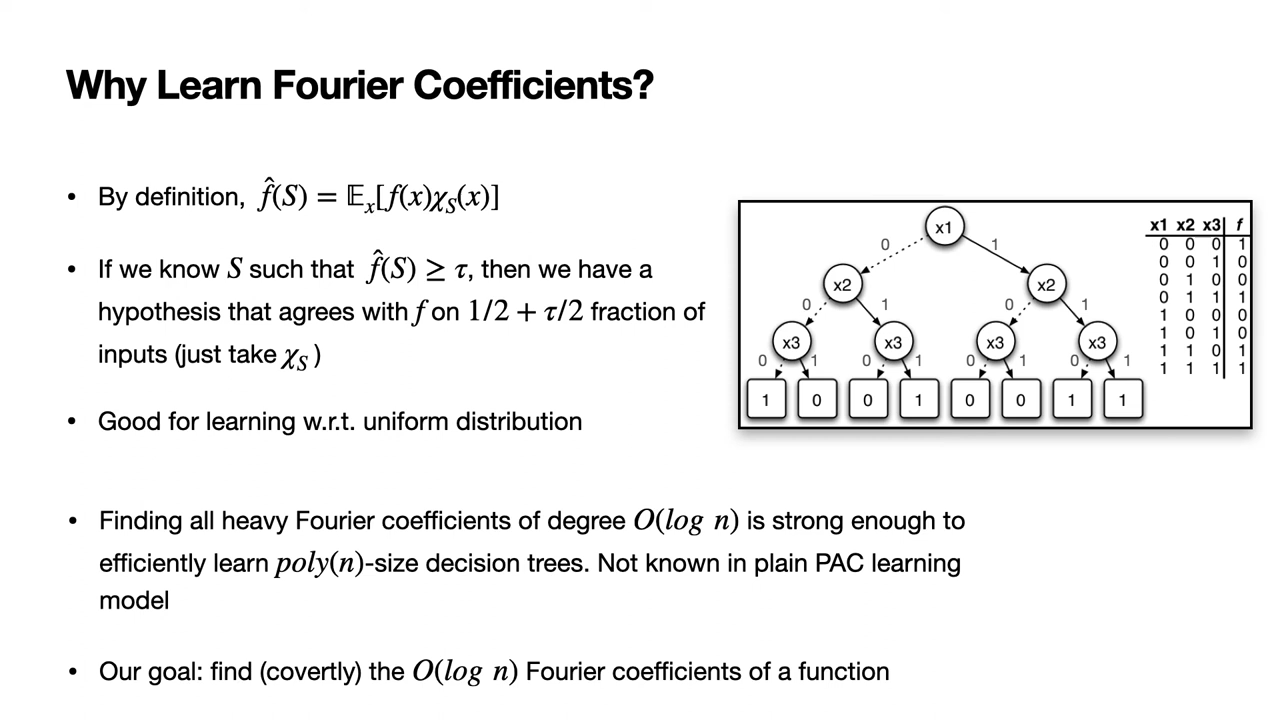 Why Learn Fourier Coefficients?
• By definition, f̂(S) = 𝔼ₓ[f(x)χ_S(x)]
• If we know S such that f̂(S) ≥ τ, then we have a
hypothesis that agrees with f on 1/2 + τ/2 fraction of
inputs (just take χ_S )
• Good for learning w.r.t. uniform distribution
• Finding all heavy Fourier coefficients of degree O(log n) is strong enough to
efficiently learn poly(n)-size decision trees. Not known in plain PAC learning
model
• Our goal: find (covertly) the O(log n) Fourier coefficients of a function
x1
0 1
x2 x2
0 1 0 1
x3 x3 x3 x3
0 1 0 1 0 1 0 1
1 0 0 1 0 0 1 1
x1 x2 x3 f
0 0 0 1
0 0 1 0
0 1 0 0
0 1 1 1
1 0 0 0
1 0 1 0
1 1 0 1
1 1 1 1